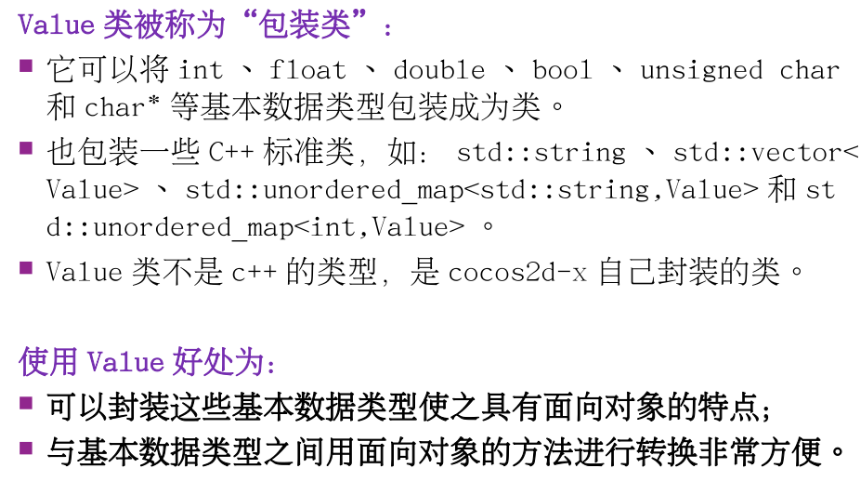 Value 类被称为“包装类”：
■ 它可以将 int 、 float 、 double 、 bool 、 unsigned char
和 char* 等基本数据类型包装成为类。
■ 也包装一些 C++ 标准类，如： std::string 、 std::vector<
Value> 、 std::unordered_map<std::string,Value> 和 st
d::unordered_map<int,Value> 。
■ Value 类不是 c++ 的类型，是 cocos2d-x 自己封装的类。
使用 Value 好处为：
■ 可以封装这些基本数据类型使之具有面向对象的特点；
■ 与基本数据类型之间用面向对象的方法进行转换非常方便。